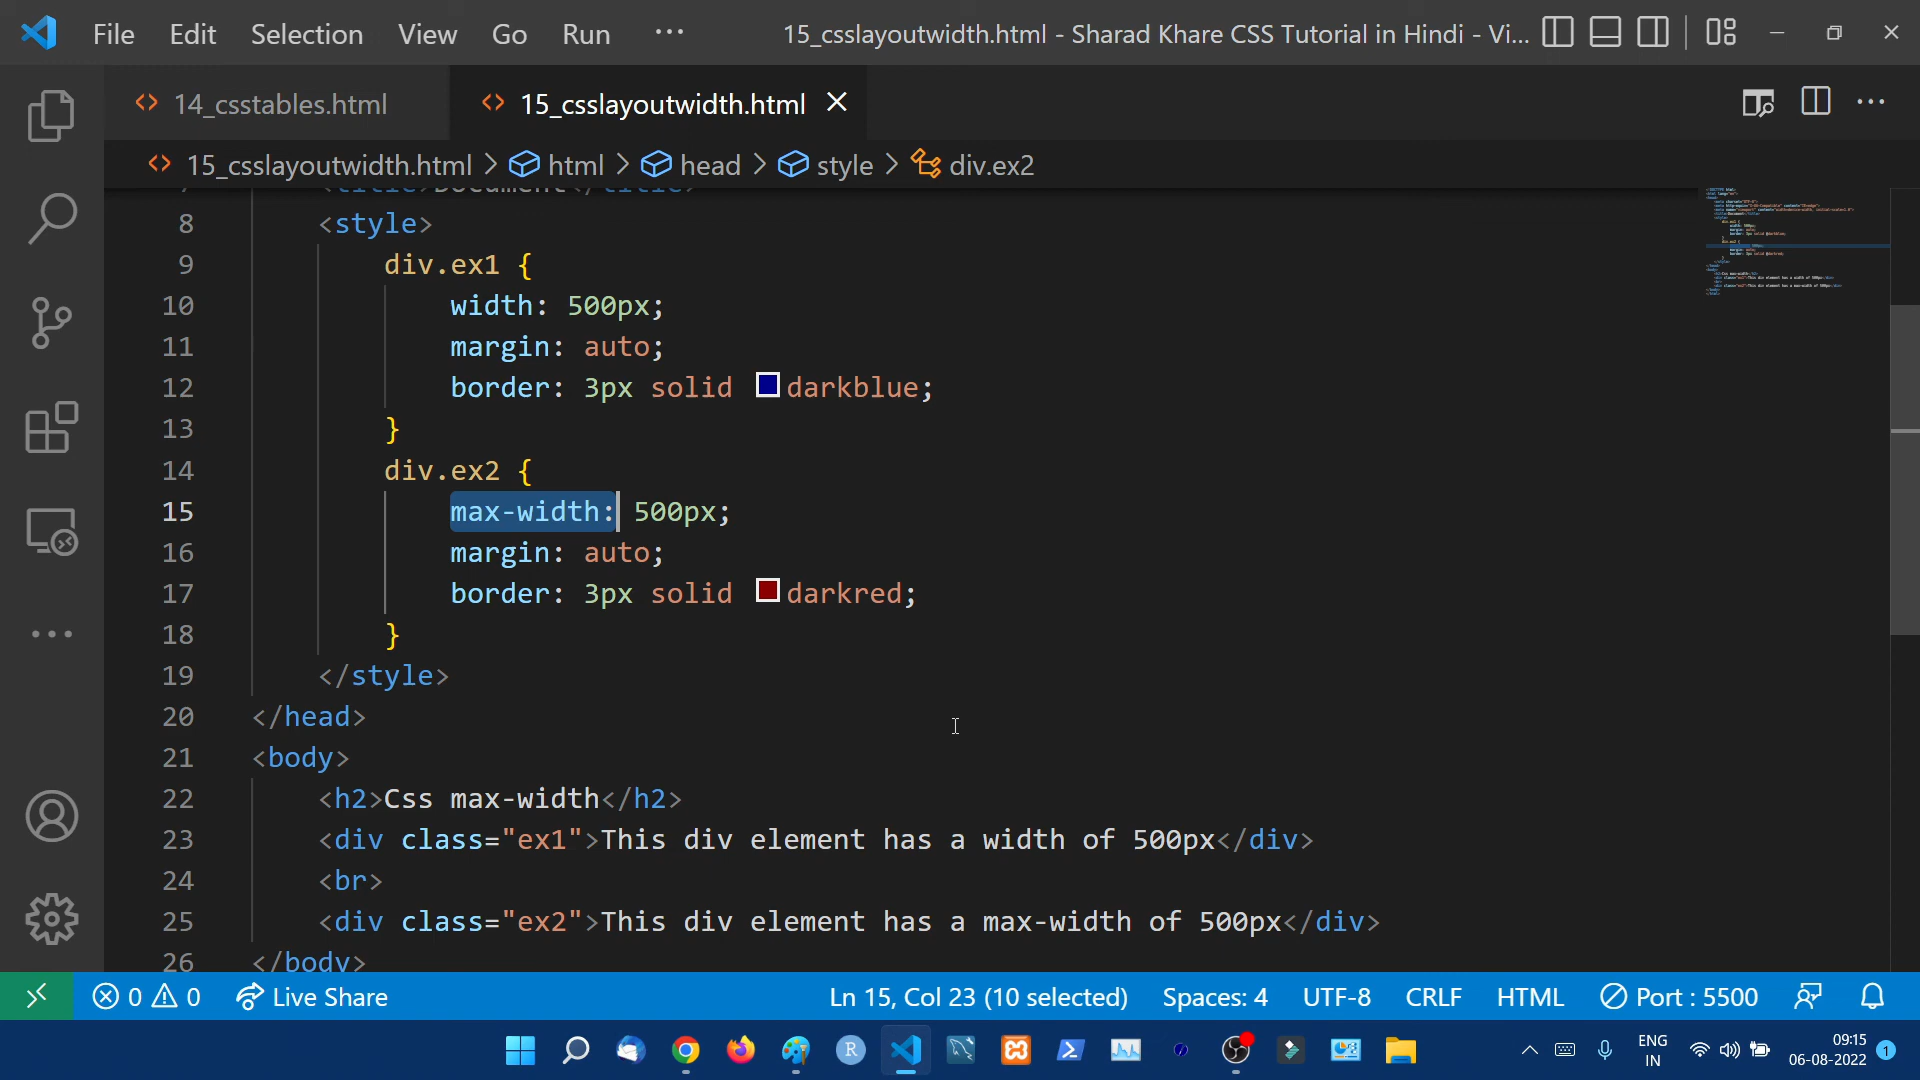 File Edit Selection View Go Run ··· 15_csslayoutwidth.html - Sharad Khare CSS Tutorial in Hindi - Vi...
14_csstables.html 15_csslayoutwidth.html
15_csslayoutwidth.html > html > head > style > div.ex2
<title>Document</title>
8 <style>
9 div.ex1 {
10 width: 500px;
11 margin: auto;
12 border: 3px solid darkblue;
13 }
14 div.ex2 {
15 max-width: 500px;
16 margin: auto;
17 border: 3px solid darkred;
18 }
19 </style>
20 </head>
21 <body>
22 <h2>Css max-width</h2>
23 <div class="ex1">This div element has a width of 500px</div>
24 <br>
25 <div class="ex2">This div element has a max-width of 500px</div>
26 </body>
0 0 Live Share Ln 15, Col 23 (10 selected) Spaces: 4 UTF-8 CRLF HTML Port : 5500
R ENG IN 09:15 06-08-2022 1